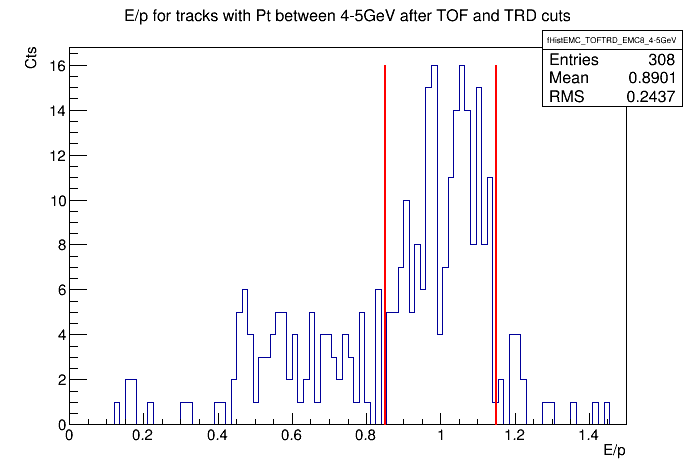 E/p for tracks with Pt between 4-5GeV after TOF and TRD cuts
fHistEMC_TOFTRD_EMC8_4-5GeV
Entries 308
Mean 0.8901
RMS 0.2437
Cts
16
14
12
10
8
6
4
2
0
0 0.2 0.4 0.6 0.8 1 1.2 1.4
E/p